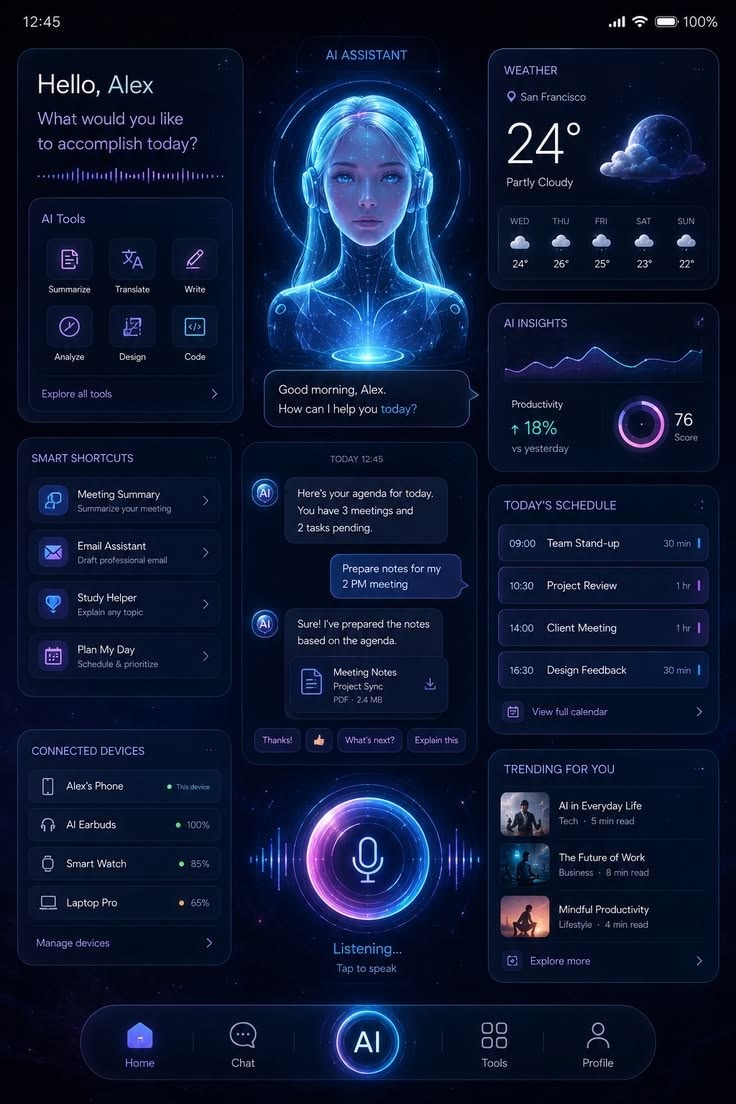 12:45
100%
Hello, Alex
What would you like
to accomplish today?
AI Tools
Summarize
Translate
Write
Analyze
Design
Code
Explore all tools
AI ASSISTANT
Good morning, Alex.
How can I help you today?
WEATHER
San Francisco
24°
Partly Cloudy
WED THU FRI SAT SUN
24° 26° 25° 23° 22°
AI INSIGHTS
Productivity
↑ 18%
vs yesterday
76
Score
SMART SHORTCUTS
Meeting Summary
Summarize your meeting
Email Assistant
Draft professional email
Study Helper
Explain any topic
Plan My Day
Schedule & prioritize
TODAY 12:45
AI
Here's your agenda for today.
You have 3 meetings and
2 tasks pending.
Prepare notes for my
2 PM meeting
AI
Sure! I've prepared the notes
based on the agenda.
Meeting Notes
Project Sync
PDF · 2.4 MB
Thanks!
👍🏼
What's next?
Explain this
TODAY'S SCHEDULE
09:00 Team Stand-up 30 min
10:30 Project Review 1 hr
14:00 Client Meeting 1 hr
16:30 Design Feedback 30 min
View full calendar
CONNECTED DEVICES
Alex's Phone This device
AI Earbuds 100%
Smart Watch 85%
Laptop Pro 65%
Manage devices
Listening...
Tap to speak
TRENDING FOR YOU
AI in Everyday Life
Tech · 5 min read
The Future of Work
Business · 8 min read
Mindful Productivity
Lifestyle · 4 min read
Explore more
Home
Chat
AI
Tools
Profile